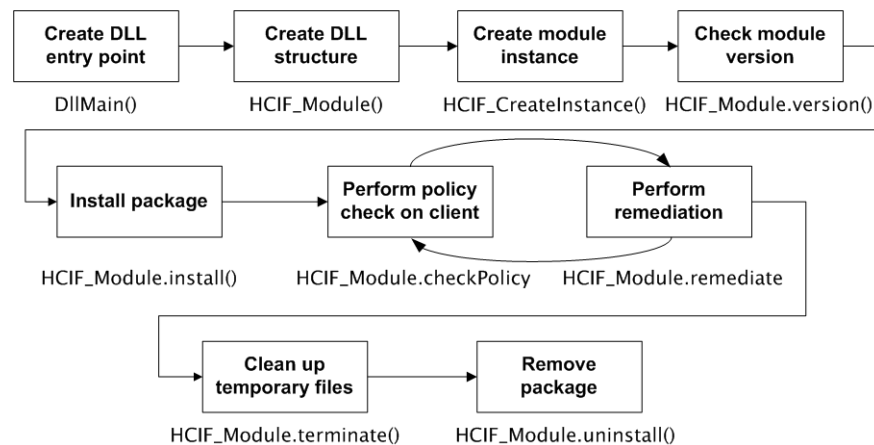 Create DLL
entry point
Create DLL
structure
Create module
instance
Check module
version
DllMain()
HCIF_Module()
HCIF_CreateInstance()
HCIF_Module.version()
Install package
Perform policy
check on client
Perform
remediation
HCIF_Module.install()
HCIF_Module.checkPolicy
HCIF_Module.remediate
Clean up
temporary files
Remove
package
HCIF_Module.terminate()
HCIF_Module.uninstall()